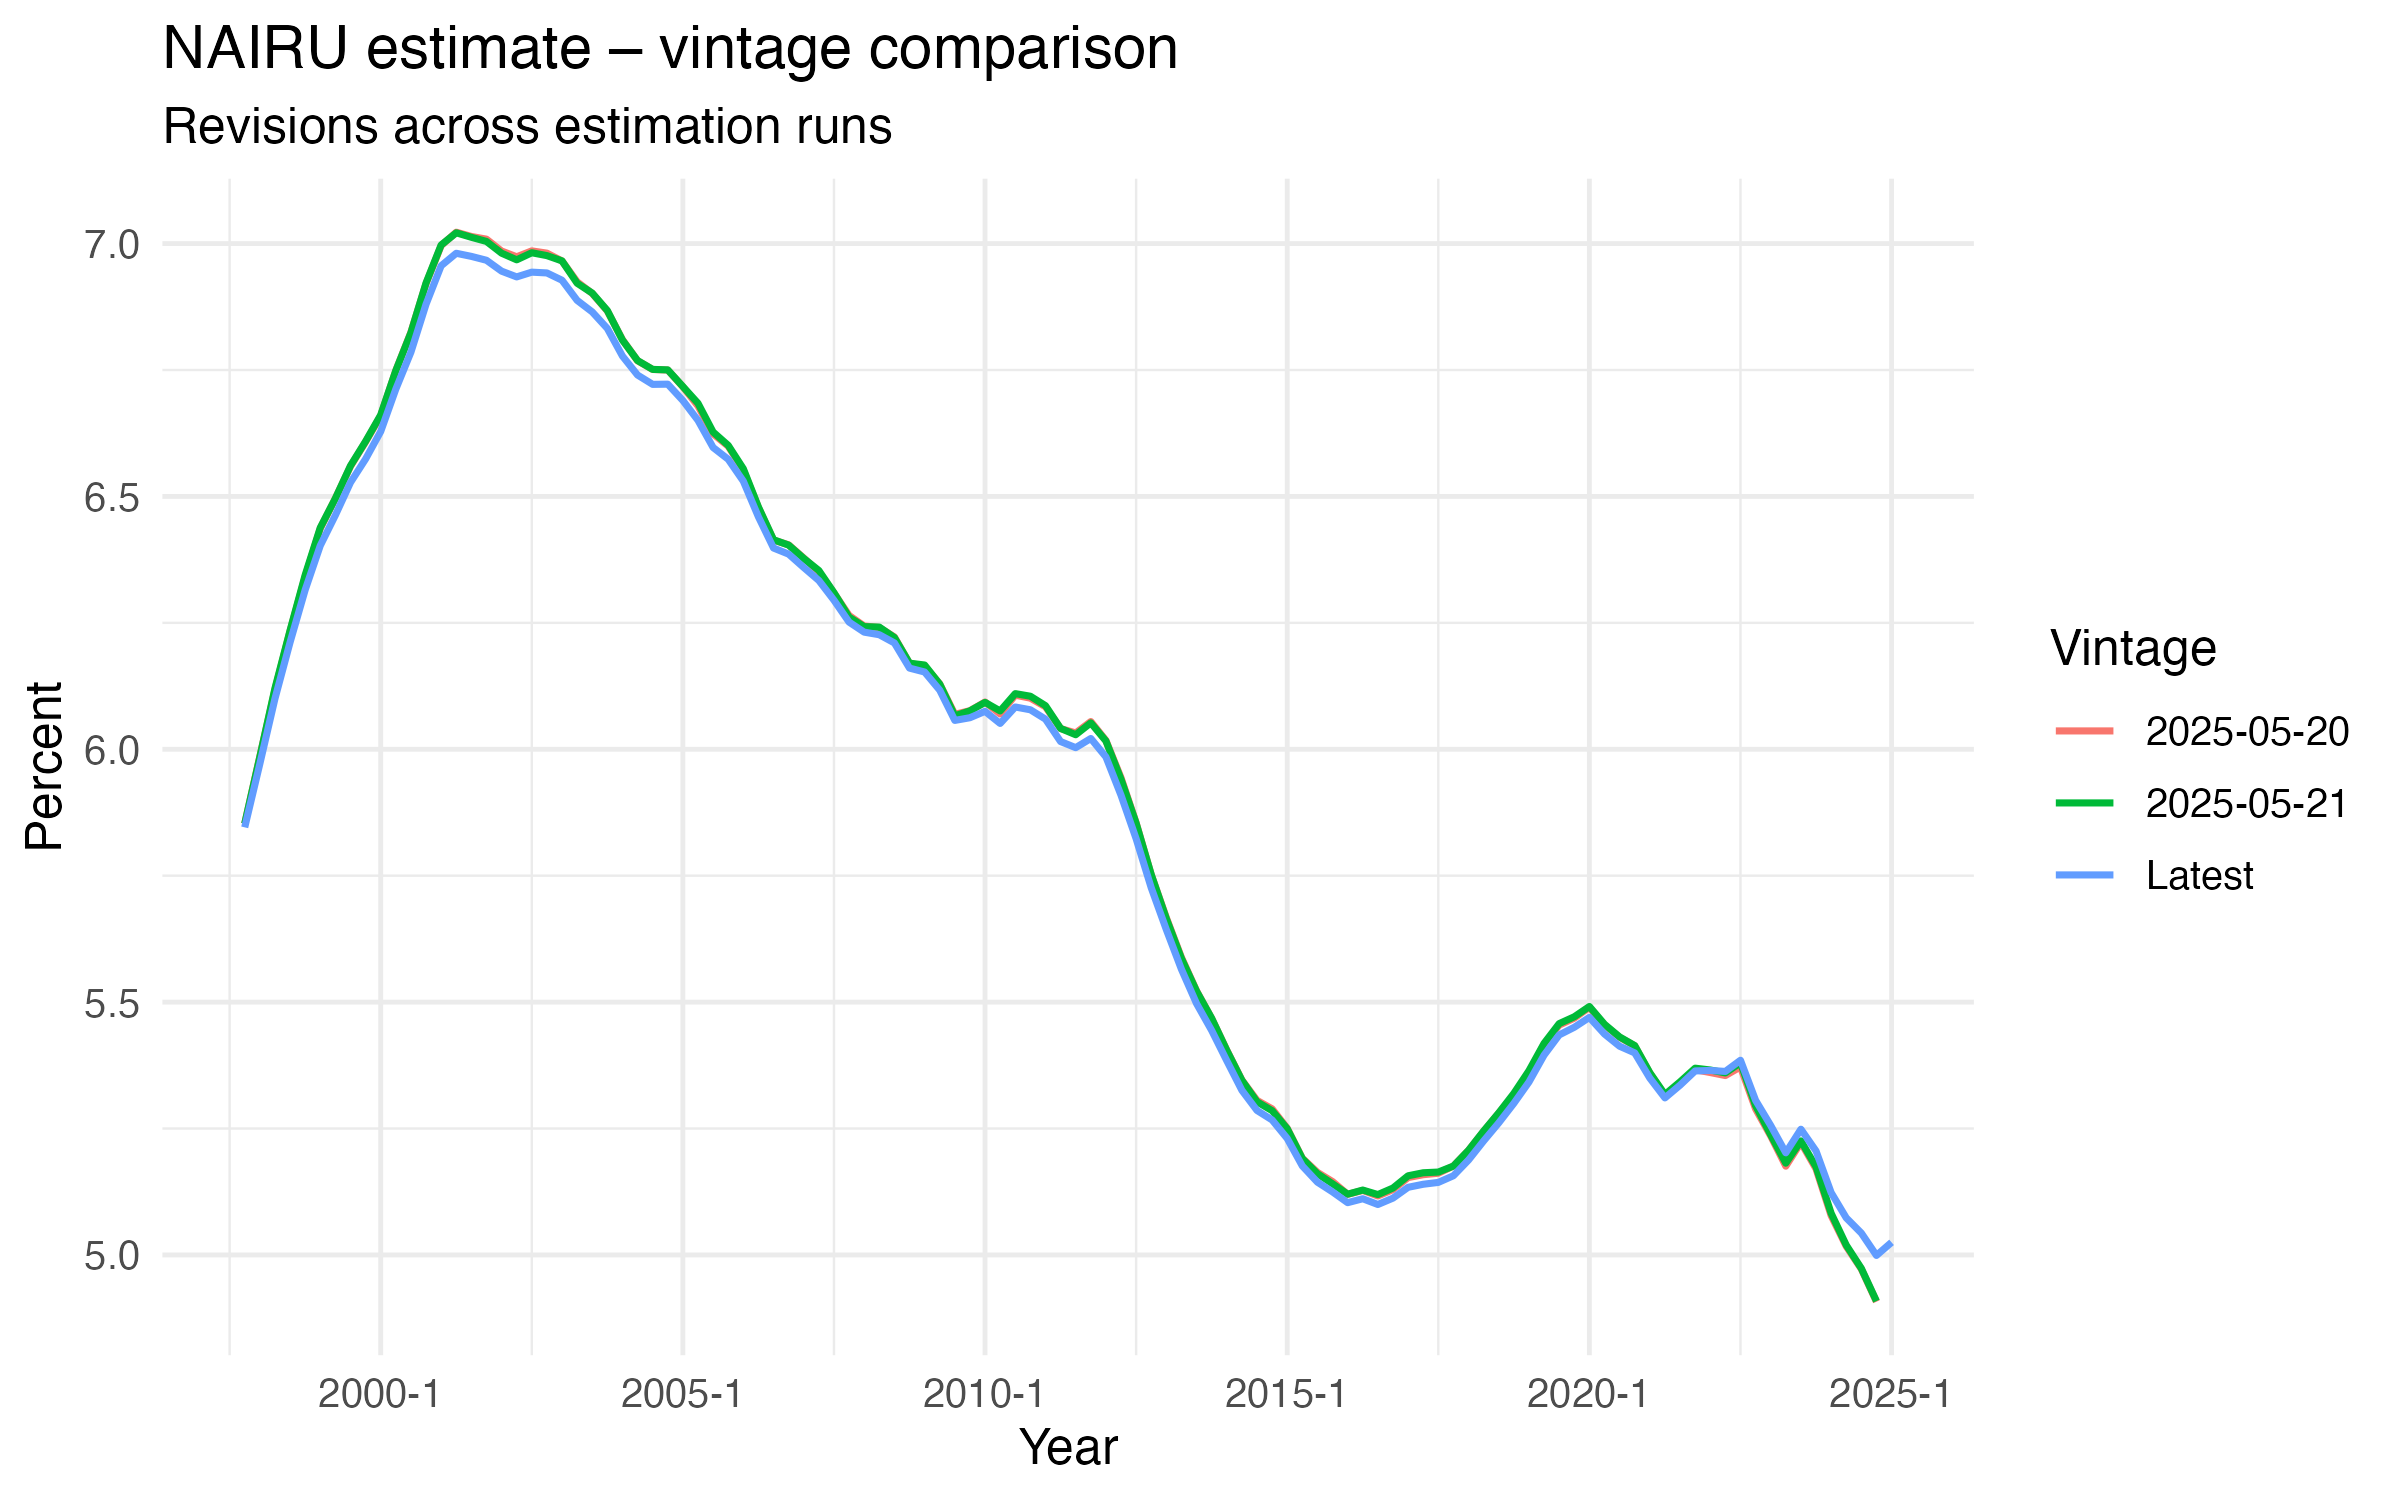 NAIRU estimate – vintage comparison
Revisions across estimation runs
Percent
7.0
6.5
6.0
5.5
5.0
2000-1
2005-1
2010-1
2015-1
2020-1
2025-1
Year
Vintage
2025-05-20
2025-05-21
Latest